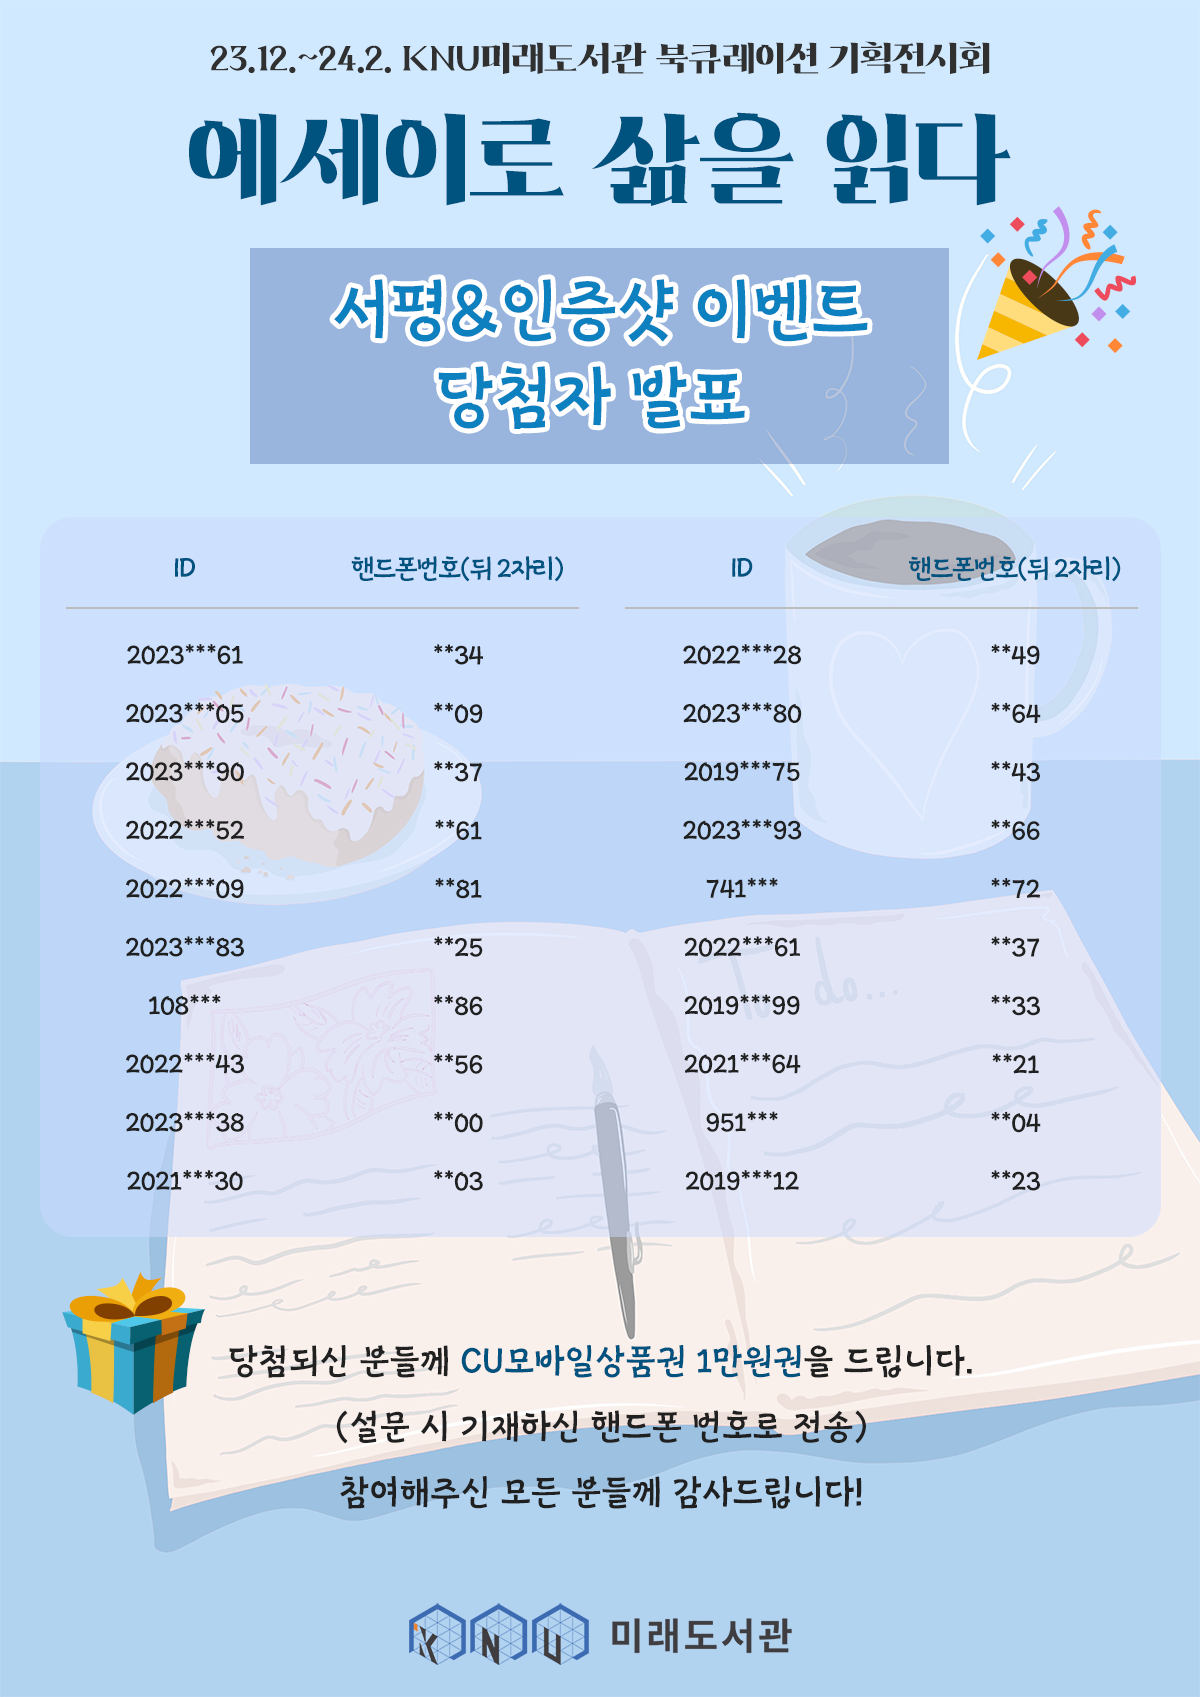 23.12.~24.2. KNU미래도서관 북큐레이션 기획전시회
에세이로 삶을 읽다
서평&인증샷 이벤트
당첨자 발표
ID 핸드폰번호(뒤 2자리) ID 핸드폰번호(뒤 2자리)
2023***61 **34 2022***28 **49
2023***05 **09 2023***80 **64
2023***90 **37 2019***75 **43
2022***52 **61 2023***93 **66
2022***09 **81 741*** **72
2023***83 **25 2022***61 **37
To do...
108*** **86 2019***99 **33
2022***43 **56 2021***64 **21
2023***38 **00 951*** **04
2021***30 **03 2019***12 **23
당첨되신 분들께 CU모바일상품권 1만원권을 드립니다.
(설문 시 기재하신 핸드폰 번호로 전송)
참여해주신 모든 분들께 감사드립니다!
KNU 미래도서관